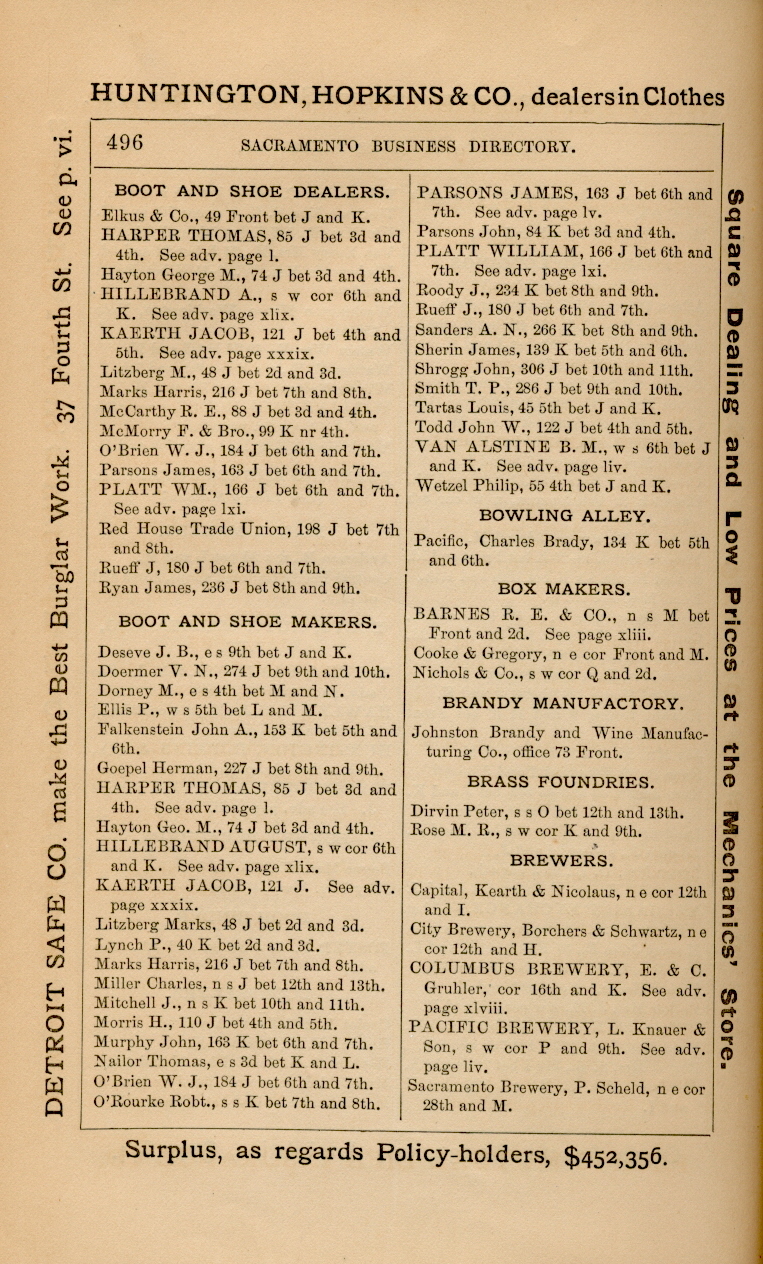 HUNTINGTON, HOPKINS & CO., dealers in Clothes
496 SACRAMENTO BUSINESS DIRECTORY.
BOOT AND SHOE DEALERS.
Elkus & Co., 49 Front bet J and K.
HARPER THOMAS, 85 J bet 3d and
4th. See adv. page l.
Hayton George M., 74 J bet 3d and 4th.
HILLEBRAND A., s w cor 6th and
K. See adv. page xlix.
KAERTH JACOB, 121 J bet 4th and
5th. See adv. page xxxix.
Litzberg M., 48 J bet 2d and 3d.
Marks Harris, 216 J bet 7th and 8th.
McCarthy R. E., 88 J bet 3d and 4th.
McMorry F. & Bro., 99 K nr 4th.
O'Brien W. J., 184 J bet 6th and 7th.
Parsons James, 163 J bet 6th and 7th.
PLATT WM., 166 J bet 6th and 7th.
See adv. page lxi.
Red House Trade Union, 198 J bet 7th
and 8th.
Rueff J, 180 J bet 6th and 7th.
Ryan James, 236 J bet 8th and 9th.
BOOT AND SHOE MAKERS.
Deseve J. B., e s 9th bet J and K.
Doermer V. N., 274 J bet 9th and 10th.
Dorney M., e s 4th bet M and N.
Ellis P., w s 5th bet L and M.
Falkenstein John A., 153 K bet 5th and
6th.
Goepel Herman, 227 J bet 8th and 9th.
HARPER THOMAS, 85 J bet 3d and
4th. See adv. page l.
Hayton Geo. M., 74 J bet 3d and 4th.
HILLEBRAND AUGUST, s w cor 6th
and K. See adv. page xlix.
KAERTH JACOB, 121 J. See adv.
page xxxix.
Litzberg Marks, 48 J bet 2d and 3d.
Lynch P., 40 K bet 2d and 3d.
Marks Harris, 216 J bet 7th and 8th.
Miller Charles, n s J bet 12th and 13th.
Mitchell J., n s K bet 10th and 11th.
Morris H., 110 J bet 4th and 5th.
Murphy John, 163 K bet 6th and 7th.
Nailor Thomas, e s 3d bet K and L.
O'Brien W. J., 184 J bet 6th and 7th.
O'Rourke Robt., s s K bet 7th and 8th.
PARSONS JAMES, 163 J bet 6th and
7th. See adv. page lv.
Parsons John, 84 K bet 3d and 4th.
PLATT WILLIAM, 166 J bet 6th and
7th. See adv. page lxi.
Roody J., 234 K bet 8th and 9th.
Rueff J., 180 J bet 6th and 7th.
Sanders A. N., 266 K bet 8th and 9th.
Sherin James, 139 K bet 5th and 6th.
Shrogg John, 306 J bet 10th and 11th.
Smith T. P., 286 J bet 9th and 10th.
Tartas Louis, 45 5th bet J and K.
Todd John W., 122 J bet 4th and 5th.
VAN ALSTINE B. M., w s 6th bet J
and K. See adv. page liv.
Wetzel Philip, 55 4th bet J and K.
BOWLING ALLEY.
Pacific, Charles Brady, 134 K bet 5th
and 6th.
BOX MAKERS.
BARNES R. E. & CO., n s M bet
Front and 2d. See page xliii.
Cooke & Gregory, n e cor Front and M.
Nichols & Co., s w cor Q and 2d.
BRANDY MANUFACTORY.
Johnston Brandy and Wine Manufac-
turing Co., office 73 Front.
BRASS FOUNDRIES.
Dirvin Peter, s s O bet 12th and 13th.
Rose M. R., s w cor K and 9th.
BREWERS.
Capital, Kearth & Nicolaus, n e cor 12th
and I.
City Brewery, Borchers & Schwartz, n e
cor 12th and H.
COLUMBUS BREWERY, E. & C.
Gruhler, cor 16th and K. See adv.
page xlviii.
PACIFIC BREWERY, L. Knauer &
Son, s w cor P and 9th. See adv.
page liv.
Sacramento Brewery, P. Scheld, n e cor
28th and M.
Surplus, as regards Policy-holders, $452,356.
DETROIT SAFE CO. make the Best Burglar Work. 37 Fourth St. See p. vi.
Square Dealing and Low Prices at the Mechanics' Store.